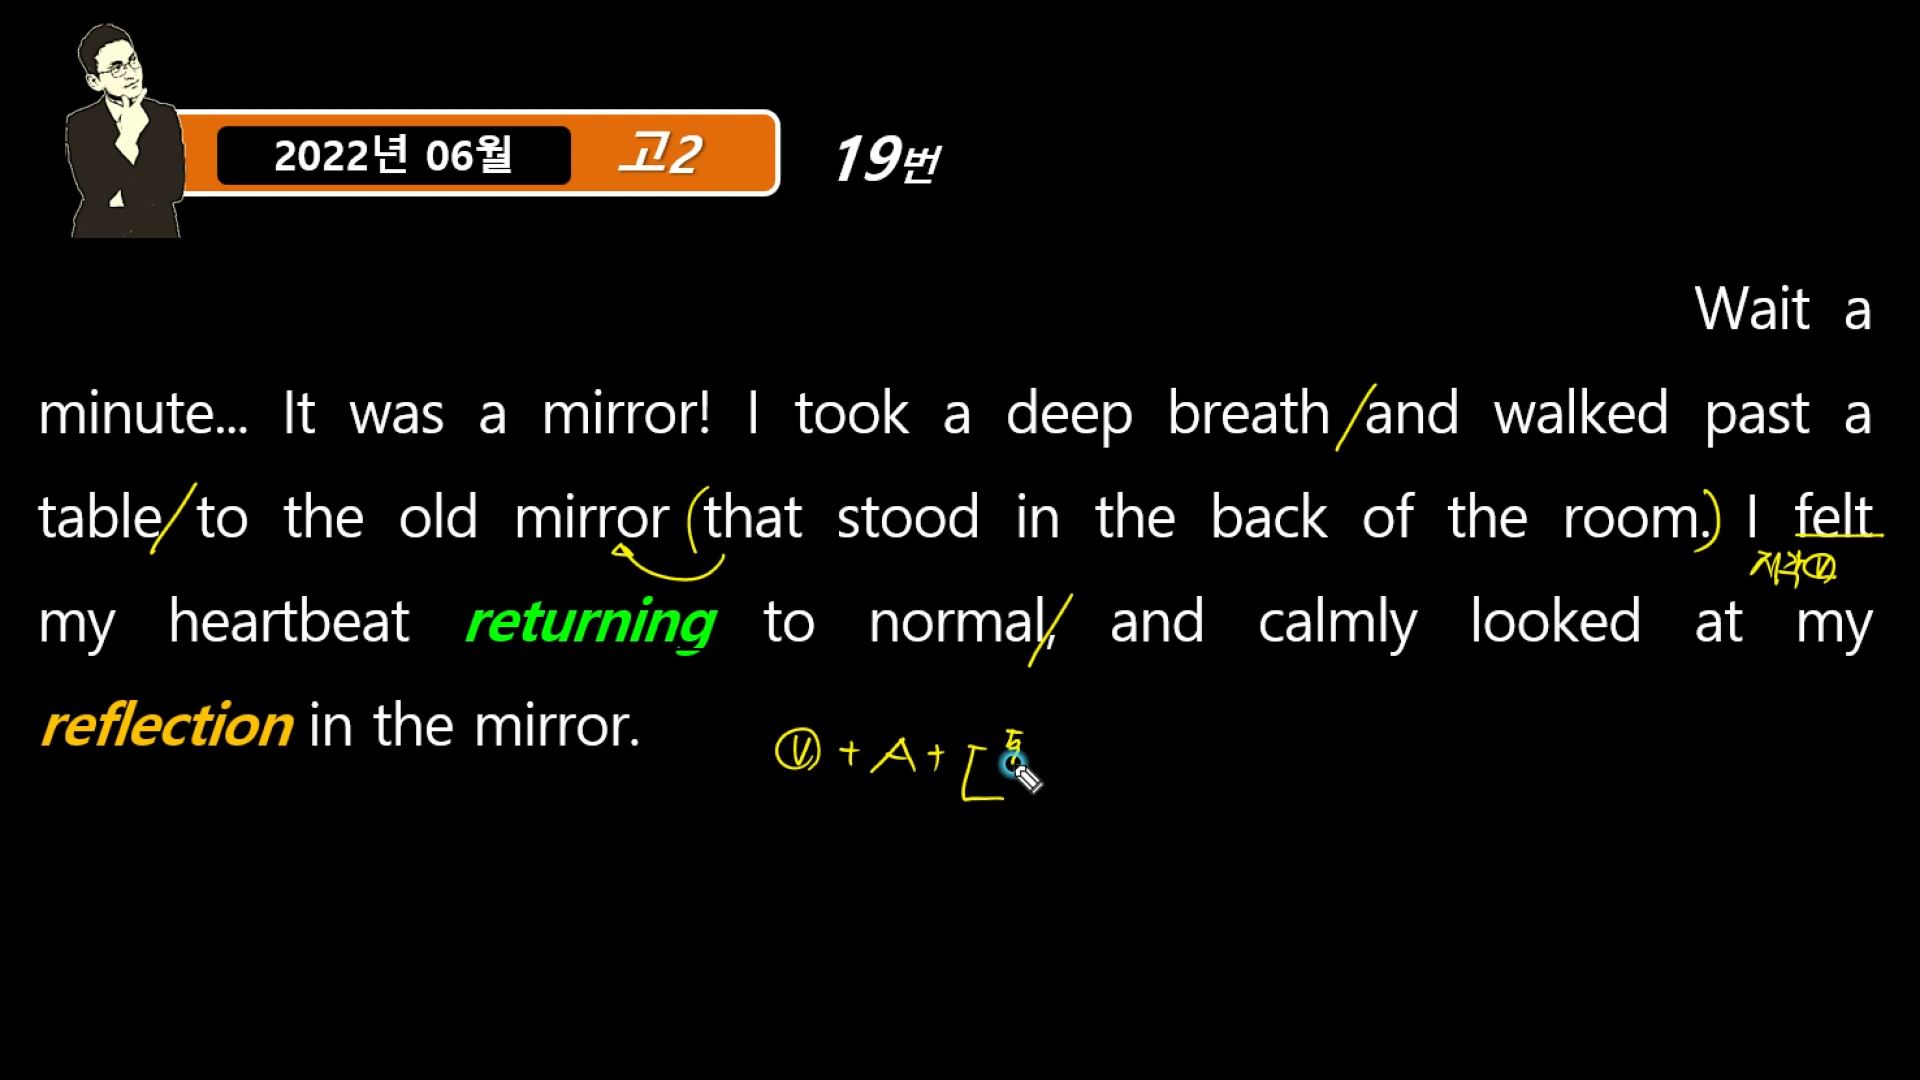 2022년 06월 고2 19번
Wait a
minute... It was a mirror! I took a deep breath / and walked past a
table / to the old mirror (that stood in the back of the room.) I felt
지각Ⓥ
my heartbeat returning to normal, / and calmly looked at my
reflection in the mirror.
Ⓥ + A + [